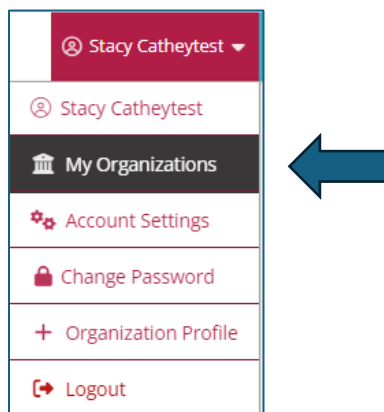 Stacy Catheytest
Stacy Catheytest
My Organizations
Account Settings
Change Password
Organization Profile
Logout